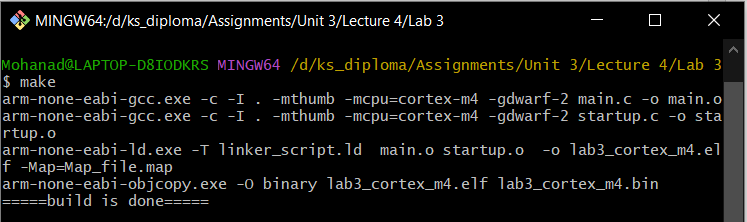 MINGW64:/d/ks_diploma/Assignments/Unit 3/Lecture 4/Lab 3
Mohanad@LAPTOP-D8IODKRS MINGW64 /d/ks_diploma/Assignments/Unit 3/Lecture 4/Lab 3
$ make
arm-none-eabi-gcc.exe -c -I . -mthumb -mcpu=cortex-m4 -gdwarf-2 main.c -o main.o
arm-none-eabi-gcc.exe -c -I . -mthumb -mcpu=cortex-m4 -gdwarf-2 startup.c -o sta
rtup.o
arm-none-eabi-ld.exe -T linker_script.ld  main.o startup.o  -o lab3_cortex_m4.el
f -Map=Map_file.map
arm-none-eabi-objcopy.exe -O binary lab3_cortex_m4.elf lab3_cortex_m4.bin
=====build is done=====